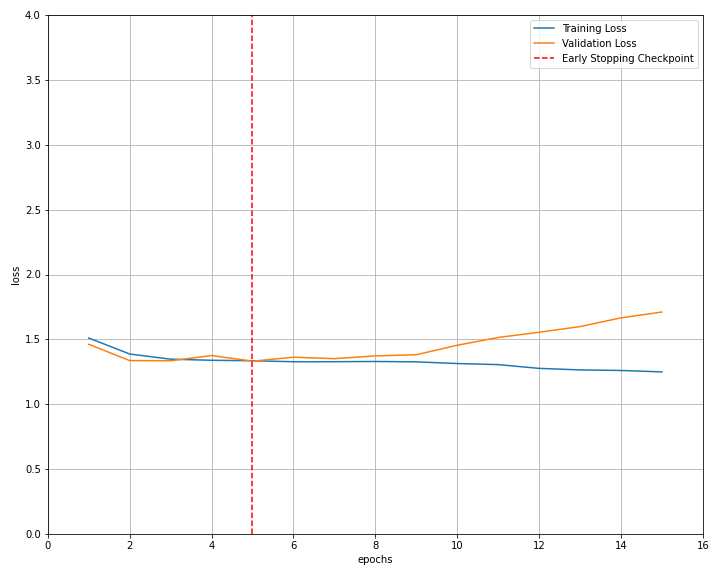 4.0
3.5
3.0
2.5
2.0
1.5
1.0
0.5
0.0
loss
0 2 4 6 8 10 12 14 16
epochs
Training Loss
Validation Loss
Early Stopping Checkpoint